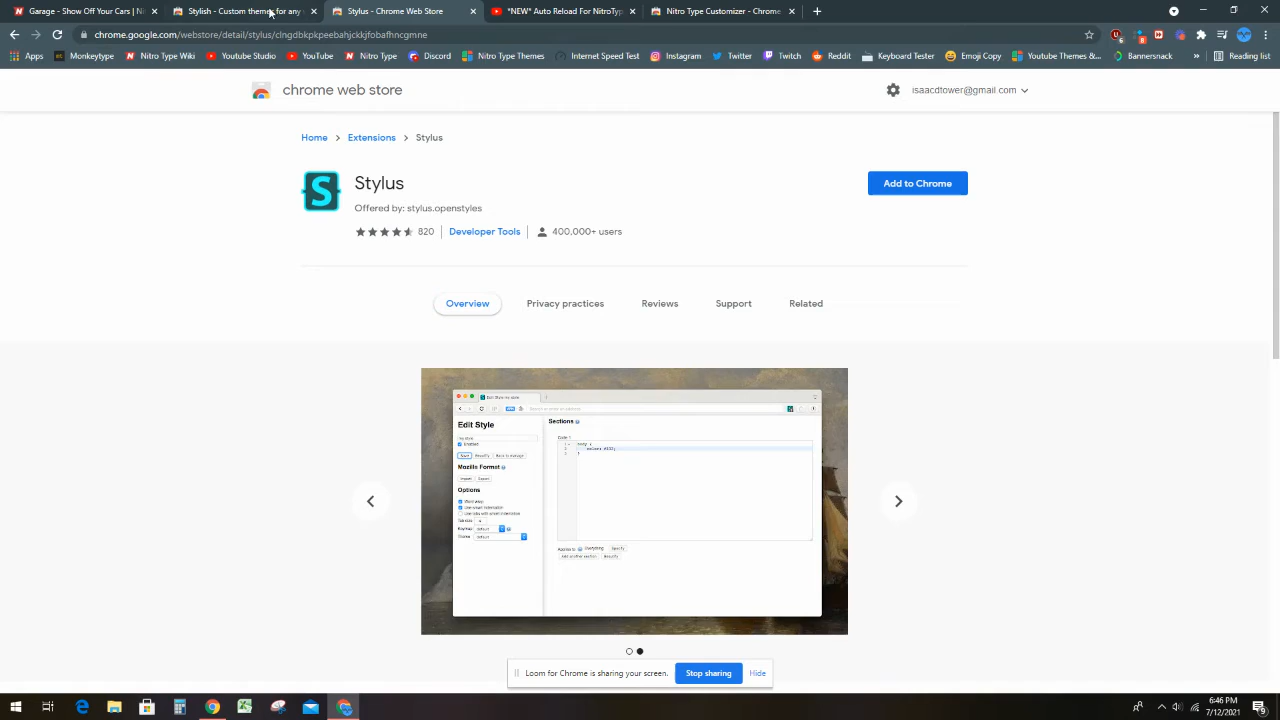 Garage - Show Off Your Cars | Ni
Stylish - Custom themes for any
Stylus - Chrome Web Store
*NEW* Auto Reload For NitroTyp
Nitro Type Customizer - Chrome
chrome.google.com/webstore/detail/stylus/clngdbkpkpeebahjckkjfobafhncgmne
Apps
Monkeytype
Nitro Type Wiki
Youtube Studio
YouTube
Nitro Type
Discord
Nitro Type Themes
Internet Speed Test
Instagram
Twitter
Twitch
Reddit
Keyboard Tester
Emoji Copy
Youtube Themes &...
Bannersnack
»
Reading list
chrome web store
isaacdtower@gmail.com
Home > Extensions > Stylus
S
Stylus
Add to Chrome
Offered by: stylus.openstyles
820
Developer Tools
400,000+ users
Overview
Privacy practices
Reviews
Support
Related
Edit Style
Sections
Enabled
Mozilla Format
Options
Loom for Chrome is sharing your screen.
Stop sharing
Hide
6:46 PM
7/12/2021